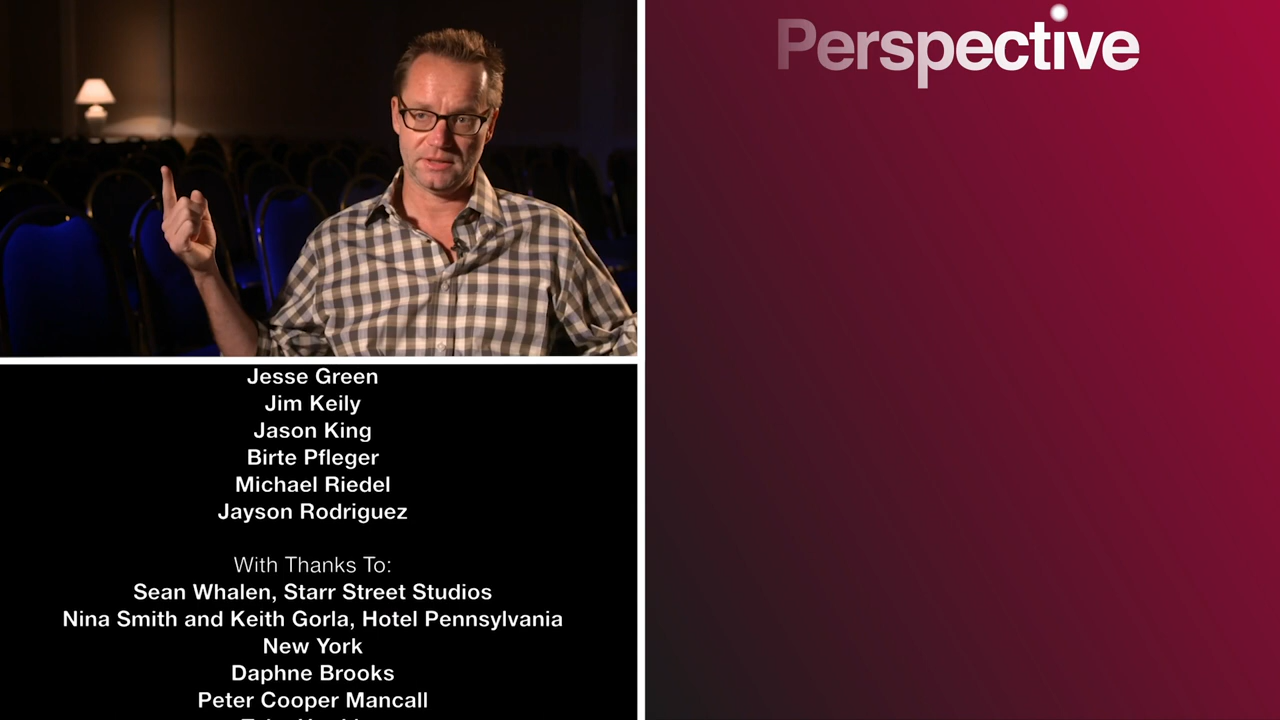 Perspective
Jesse Green
Jim Keily
Jason King
Birte Pfleger
Michael Riedel
Jayson Rodriguez
With Thanks To:
Sean Whalen, Starr Street Studios
Nina Smith and Keith Gorla, Hotel Pennsylvania
New York
Daphne Brooks
Peter Cooper Mancall